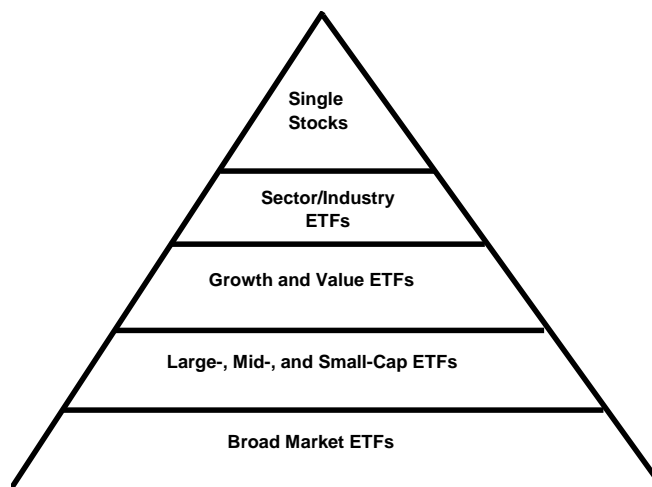 Single
Stocks
Sector/Industry
ETFs
Growth and Value ETFs
Large-, Mid-, and Small-Cap ETFs
Broad Market ETFs